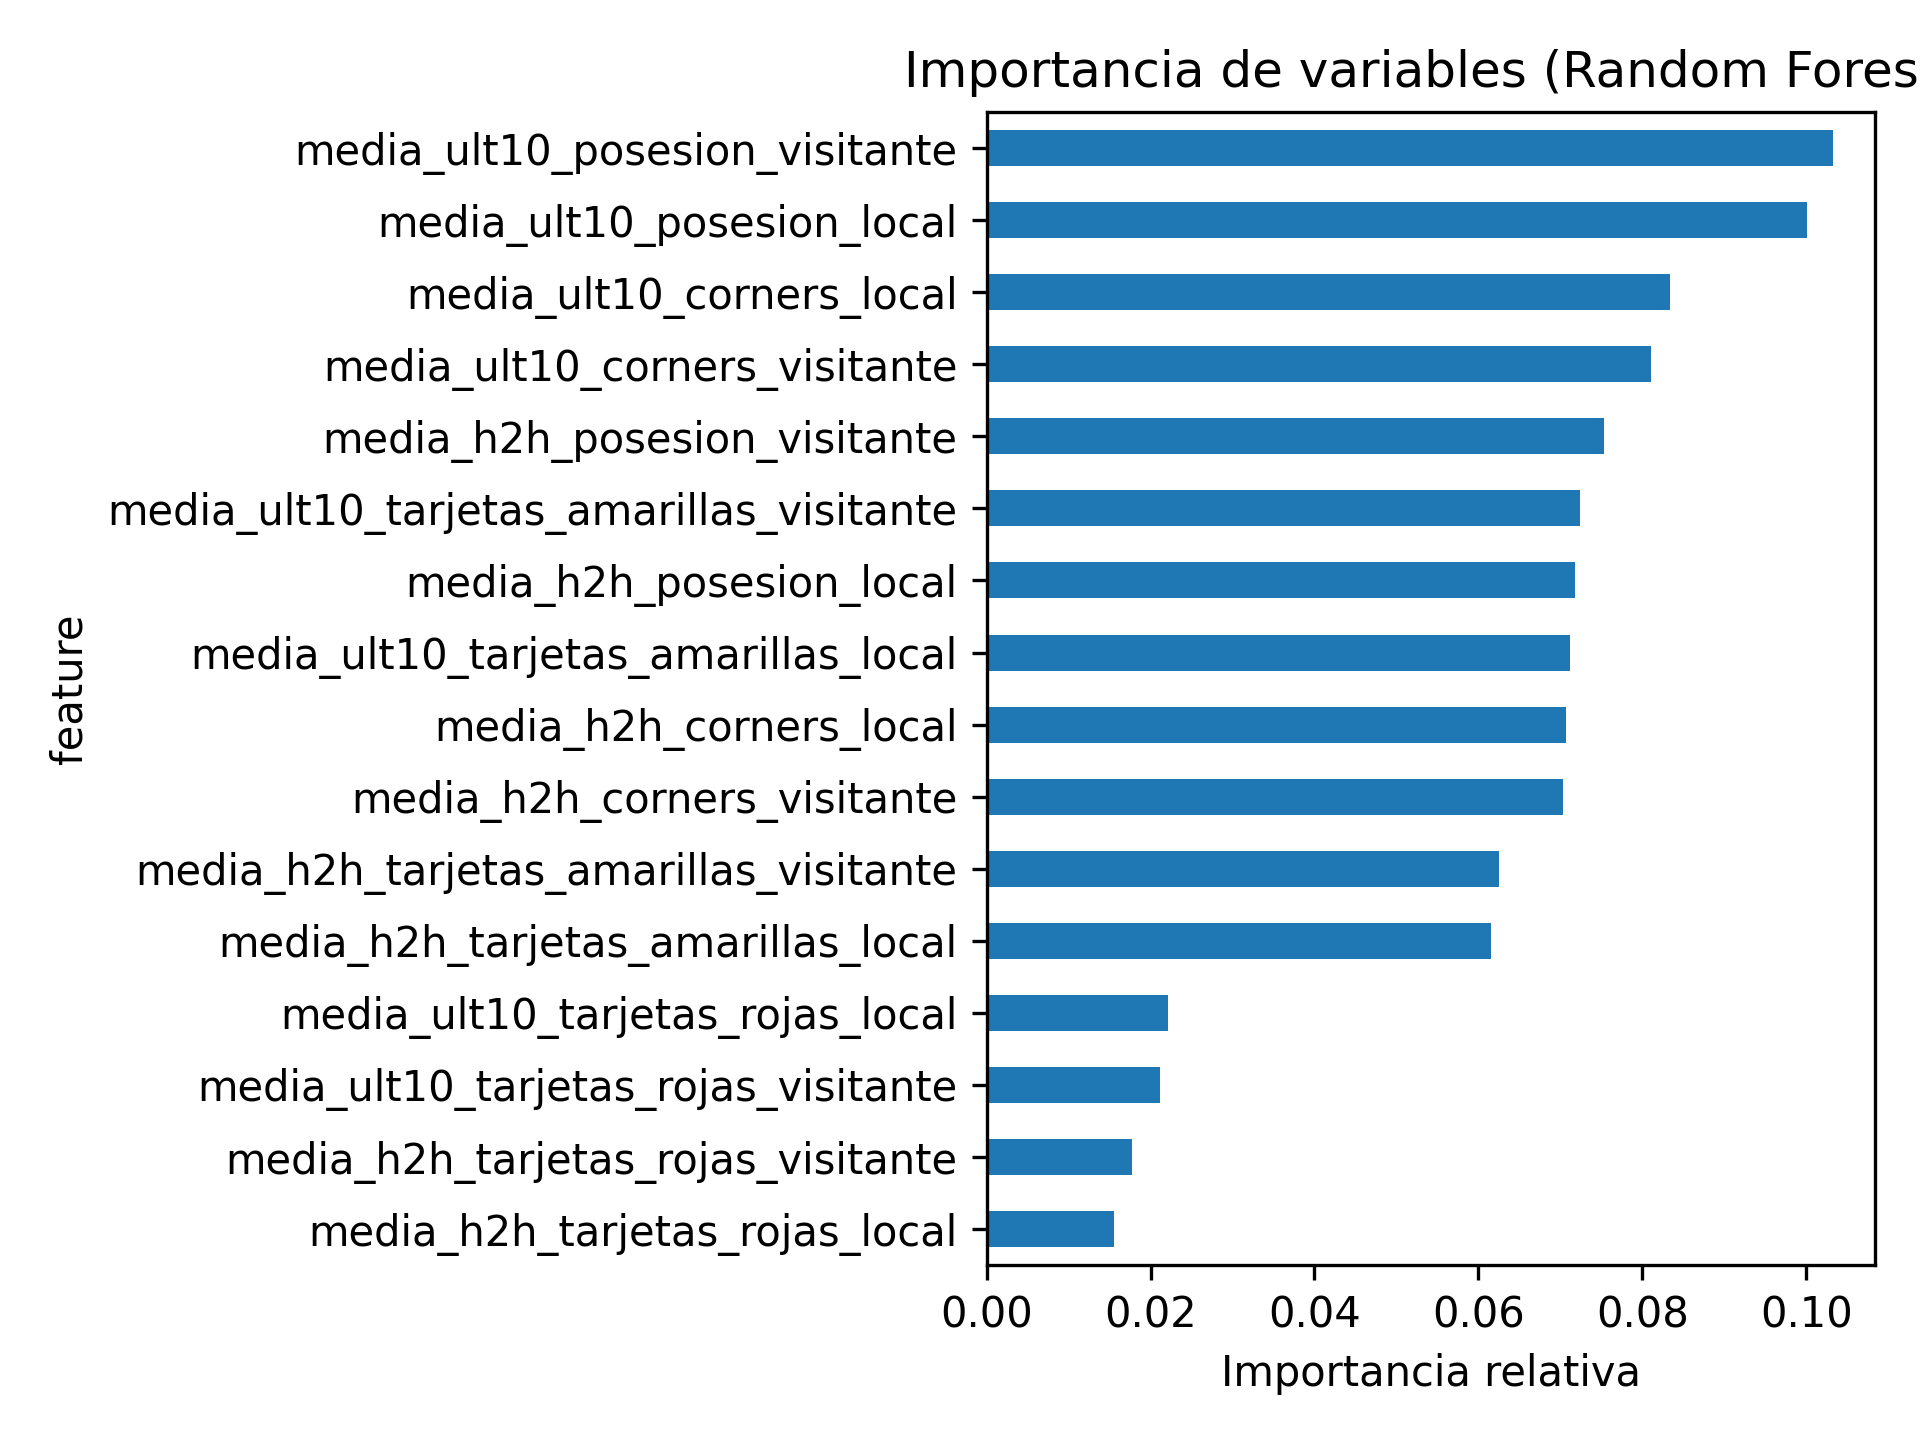 Importancia de variables (Random Fores
media_ult10_posesion_visitante
media_ult10_posesion_local
media_ult10_corners_local
media_ult10_corners_visitante
media_h2h_posesion_visitante
media_ult10_tarjetas_amarillas_visitante
media_h2h_posesion_local
media_ult10_tarjetas_amarillas_local
media_h2h_corners_local
media_h2h_corners_visitante
media_h2h_tarjetas_amarillas_visitante
media_h2h_tarjetas_amarillas_local
media_ult10_tarjetas_rojas_local
media_ult10_tarjetas_rojas_visitante
media_h2h_tarjetas_rojas_visitante
media_h2h_tarjetas_rojas_local
feature
0.00 0.02 0.04 0.06 0.08 0.10
Importancia relativa